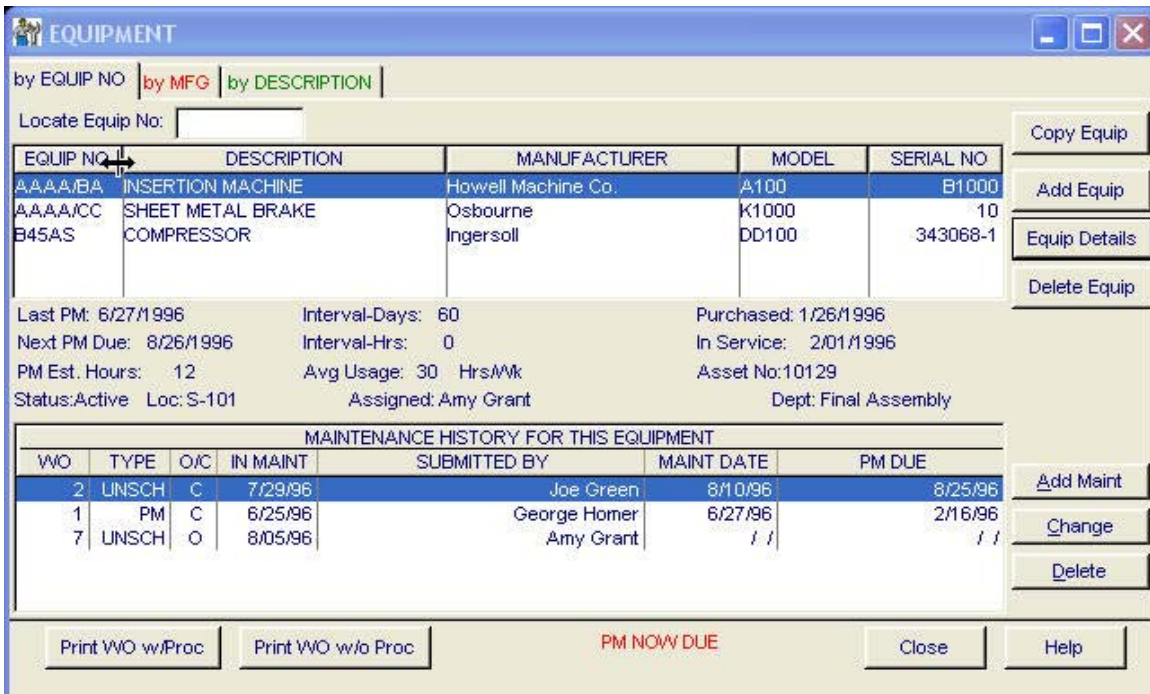 EQUIPMENT
by EQUIP NO by MFG by DESCRIPTION
Locate Equip No:
Copy Equip
EQUIP NO DESCRIPTION MANUFACTURER MODEL SERIAL NO
AAAA/BA INSERTION MACHINE Howell Machine Co. A100 B1000
Add Equip
AAAA/CC SHEET METAL BRAKE Osbourne K1000 10
B45AS COMPRESSOR Ingersoll DD100 343068-1
Equip Details
Delete Equip
Last PM: 6/27/1996 Interval-Days: 60 Purchased: 1/26/1996
Next PM Due: 8/26/1996 Interval-Hrs: 0 In Service: 2/01/1996
PM Est. Hours: 12 Avg Usage: 30 Hrs/Wk Asset No:10129
Status:Active Loc: S-101 Assigned: Amy Grant Dept: Final Assembly
MAINTENANCE HISTORY FOR THIS EQUIPMENT
WO TYPE O/C IN MAINT SUBMITTED BY MAINT DATE PM DUE
2 UNSCH C 7/29/96 Joe Green 8/10/96 8/25/96
Add Maint
1 PM C 6/25/96 George Homer 6/27/96 2/16/96
7 UNSCH O 8/05/96 Amy Grant / / / /
Change
Delete
Print WO w/Proc Print WO w/o Proc PM NOW DUE Close Help